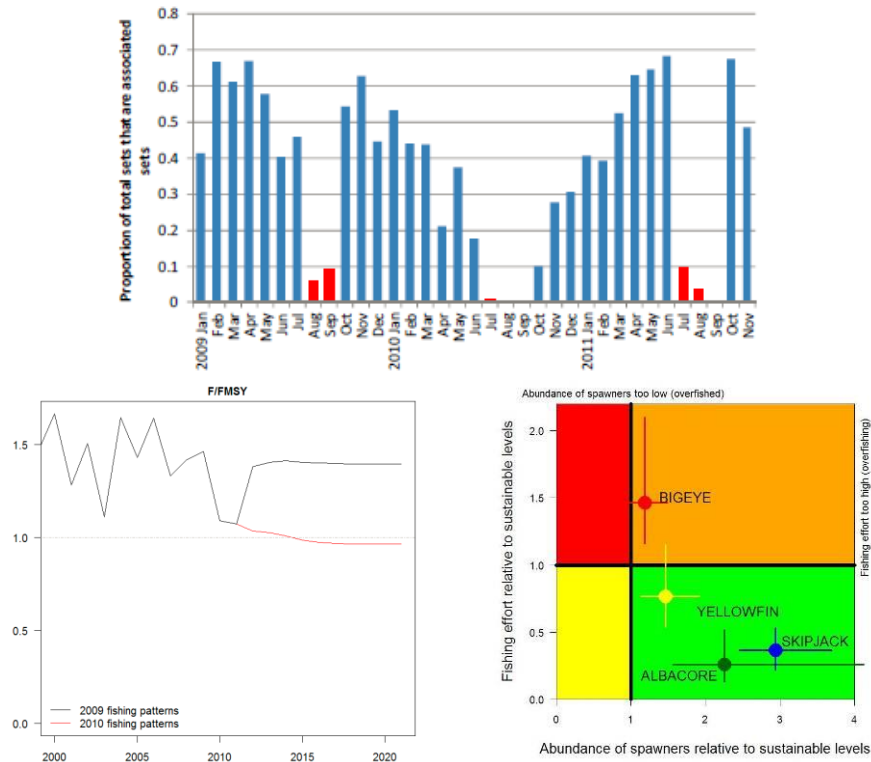 0.8
0.7
0.6
0.5
0.4
0.3
0.2
0.1
0
Proportion of total sets that are associated
sets
2009 Jan
Feb
Mar
Apr
May
Jun
Jul
Aug
Sep
Oct
Nov
Dec
2010 Jan
Feb
Mar
Apr
May
Jun
Jul
Aug
Sep
Oct
Nov
Dec
2011 Jan
Feb
Mar
Apr
May
Jun
Jul
Aug
Sep
Oct
Nov
F/FMSY
1.5
1.0
0.5
0.0
2009 fishing patterns
2010 fishing patterns
2000
2005
2010
2015
2020
Abundance of spawners too low (overfished)
Fishing effort too high (overfishing)
Fishing effort relative to sustainable levels
2.0
1.5
1.0
0.5
0.0
BIGEYE
YELLOWFIN
SKIPJACK
ALBACORE
0
1
2
3
4
Abundance of spawners relative to sustainable levels